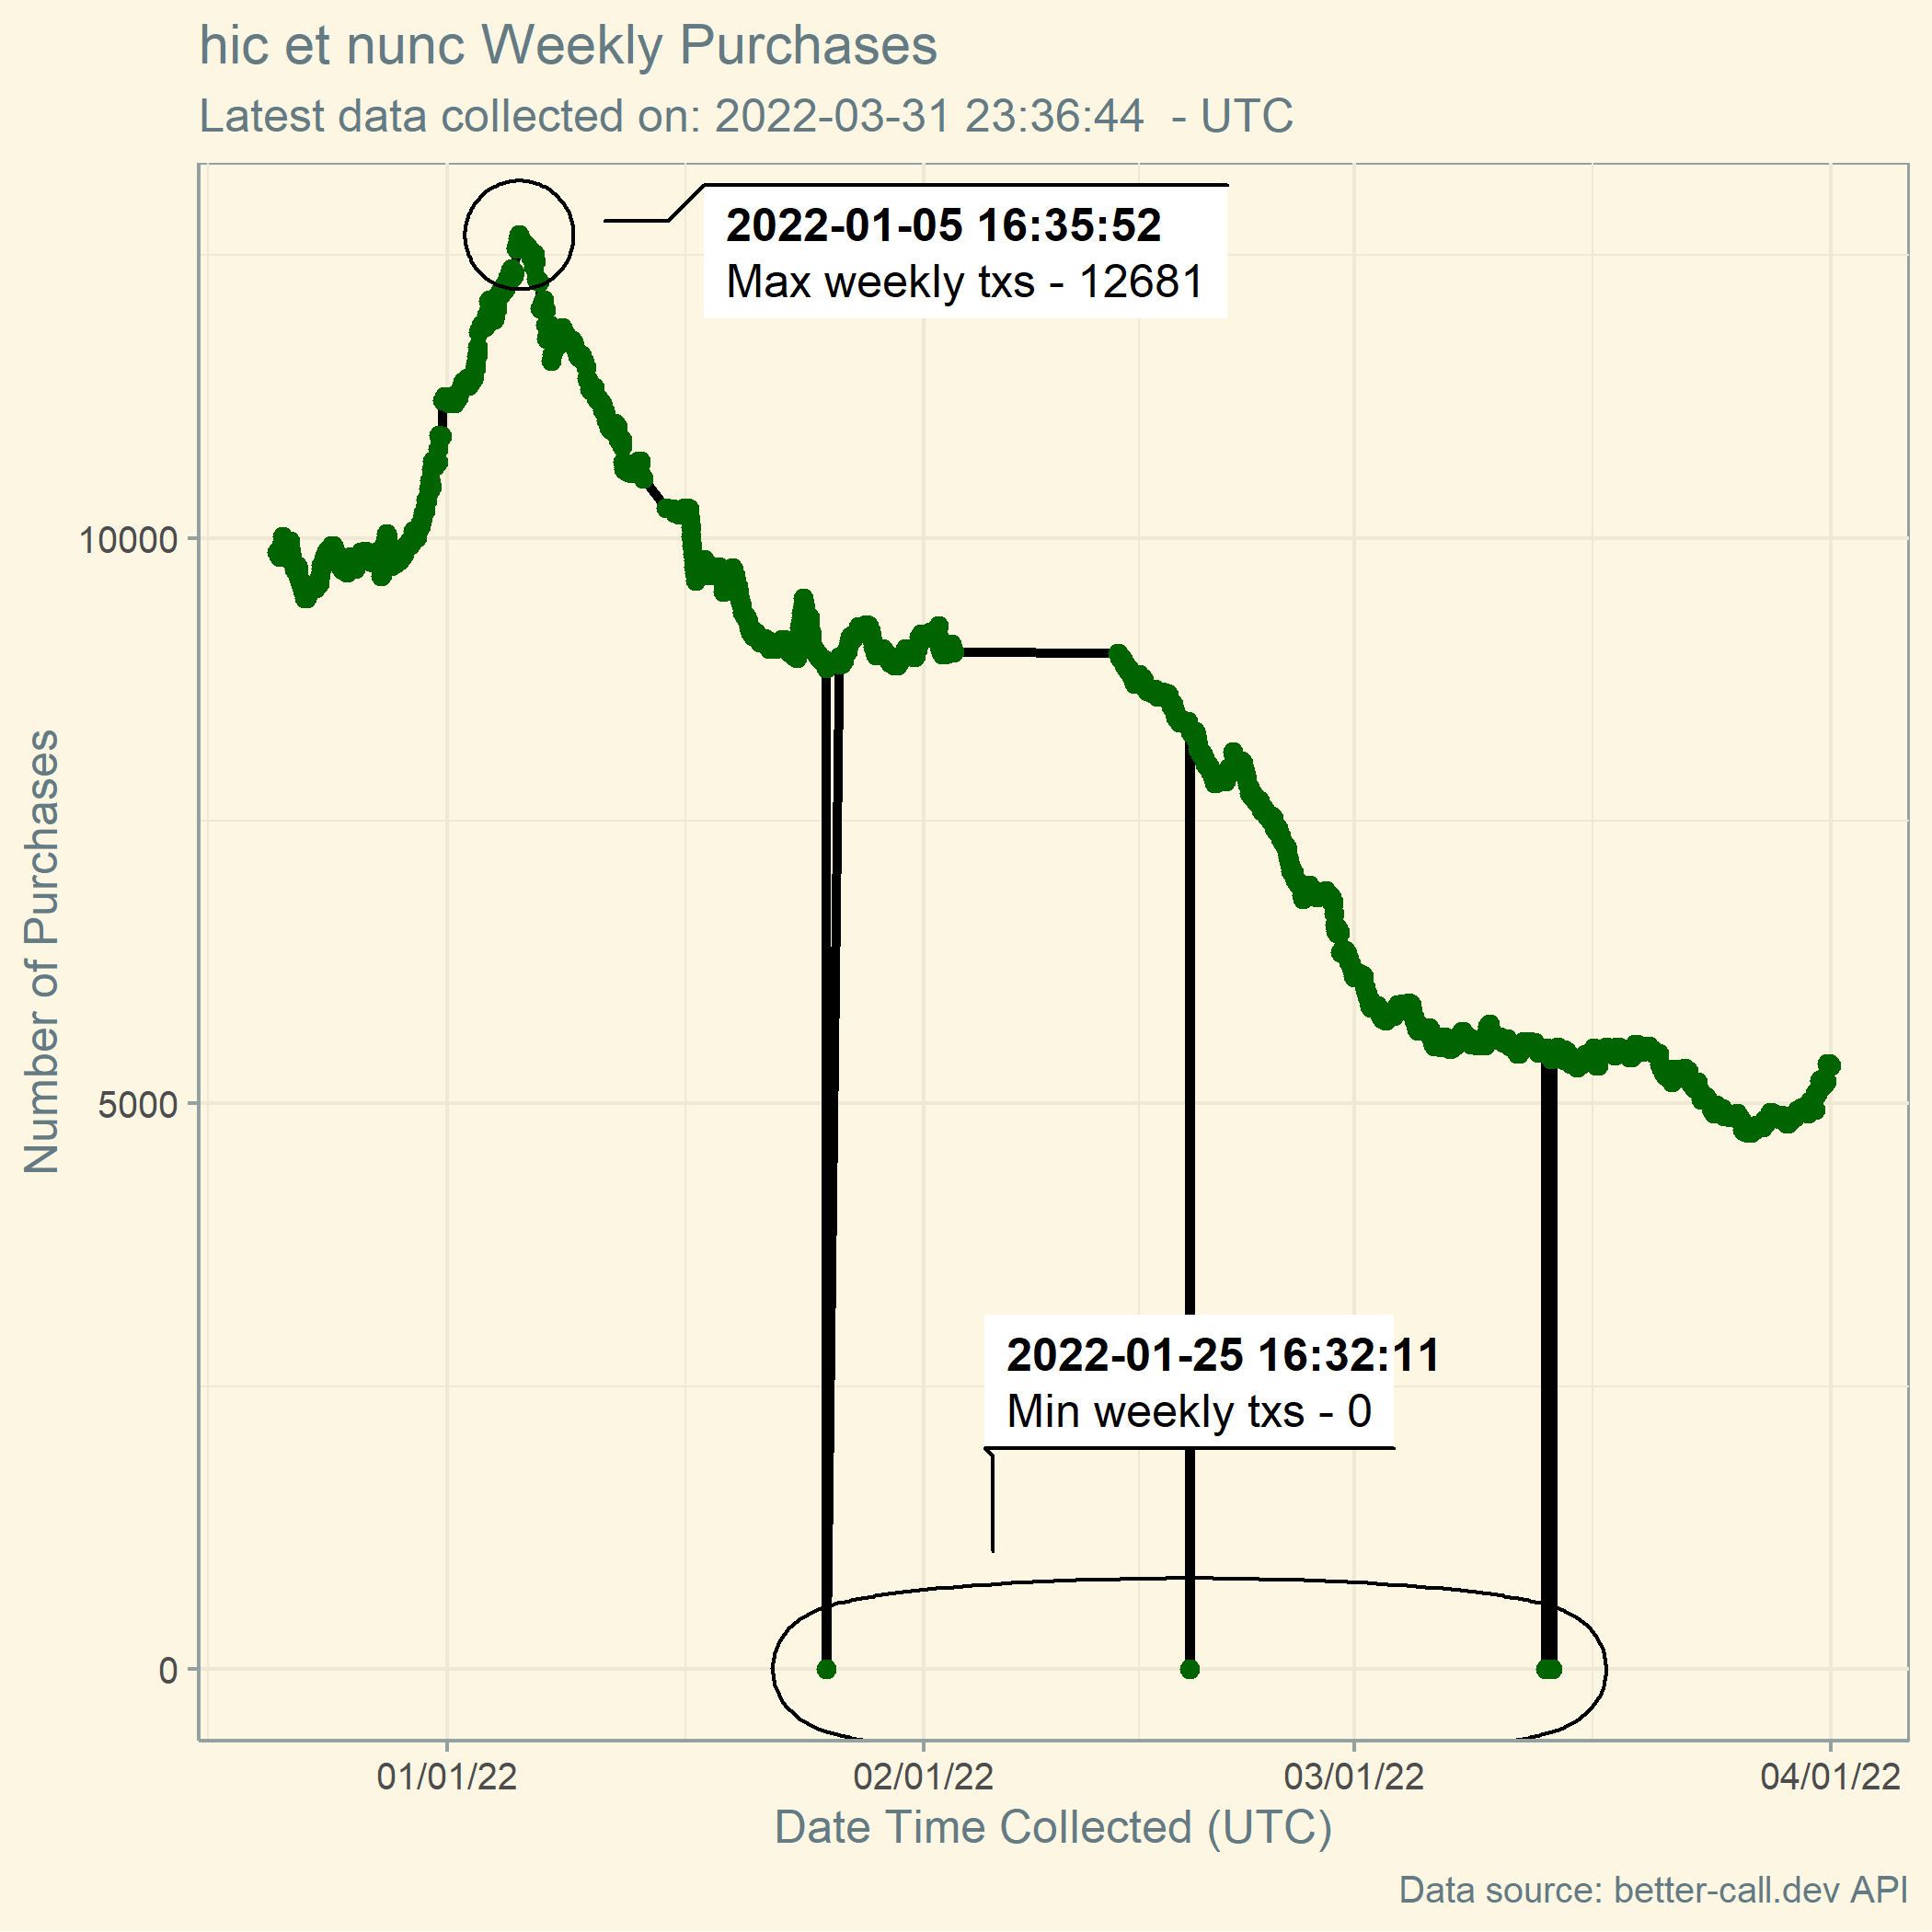 hic et nunc Weekly Purchases
Latest data collected on: 2022-03-31 23:36:44  - UTC
2022-01-05 16:35:52
Max weekly txs - 12681
10000
Number of Purchases
5000
2022-01-25 16:32:11
Min weekly txs - 0
0
01/01/22 02/01/22 03/01/22 04/01/22
Date Time Collected (UTC)
Data source: better-call.dev API